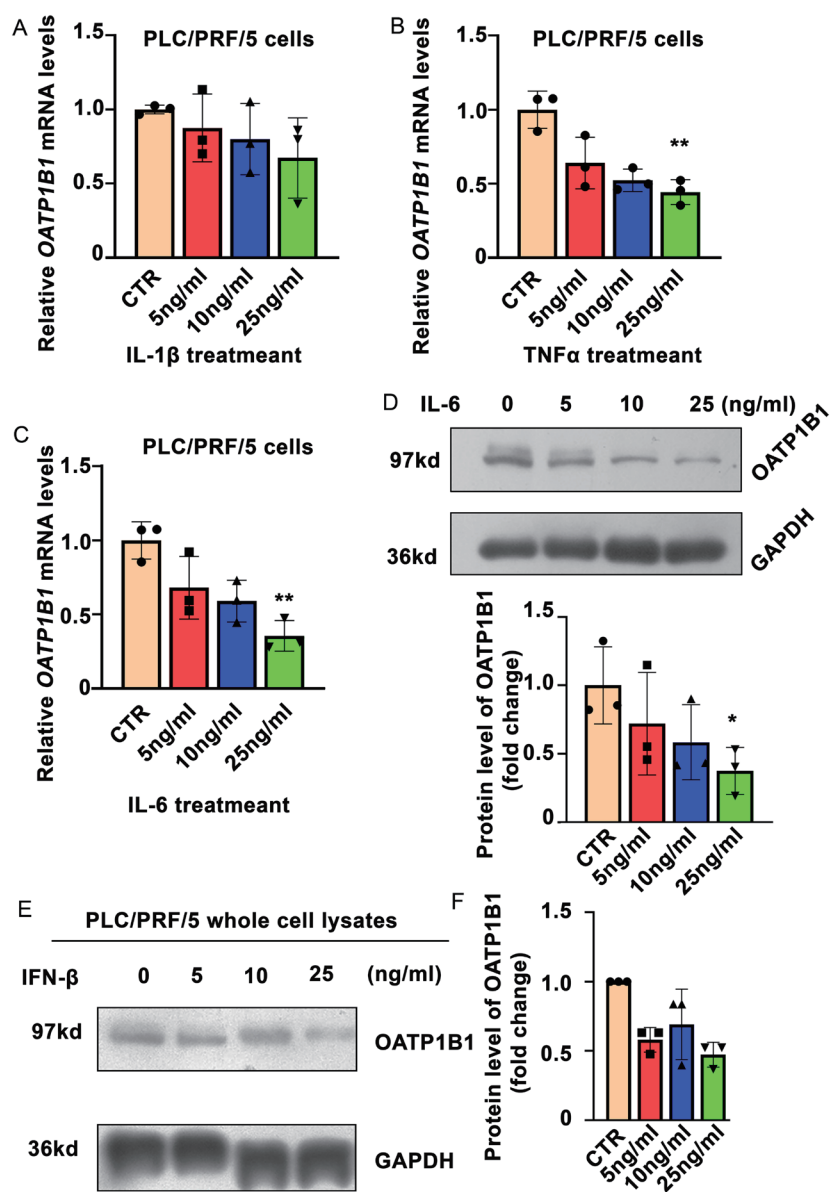 A
PLC/PRF/5 cells
Relative OATP1B1 mRNA levels
1.5
1.0
0.5
0
CTR
5ng/ml
10ng/ml
25ng/ml
IL-1β treatmeant
B
PLC/PRF/5 cells
Relative OATP1B1 mRNA levels
1.5
1.0
0.5
0
**
CTR
5ng/ml
10ng/ml
25ng/ml
TNFα treatmeant
C
PLC/PRF/5 cells
Relative OATP1B1 mRNA levels
1.5
1.0
0.5
0
**
CTR
5ng/ml
10ng/ml
25ng/ml
IL-6 treatmeant
D
IL-6 0 5 10 25 (ng/ml)
97kd OATP1B1
36kd GAPDH
Protein level of OATP1B1
(fold change)
1.5
1.0
0.5
0
*
CTR
5ng/ml
10ng/ml
25ng/ml
E
PLC/PRF/5 whole cell lysates
IFN-β 0 5 10 25 (ng/ml)
97kd OATP1B1
36kd GAPDH
F
Protein level of OATP1B1
(fold change)
1.5
1.0
0.5
0
CTR
5ng/ml
10ng/ml
25ng/ml